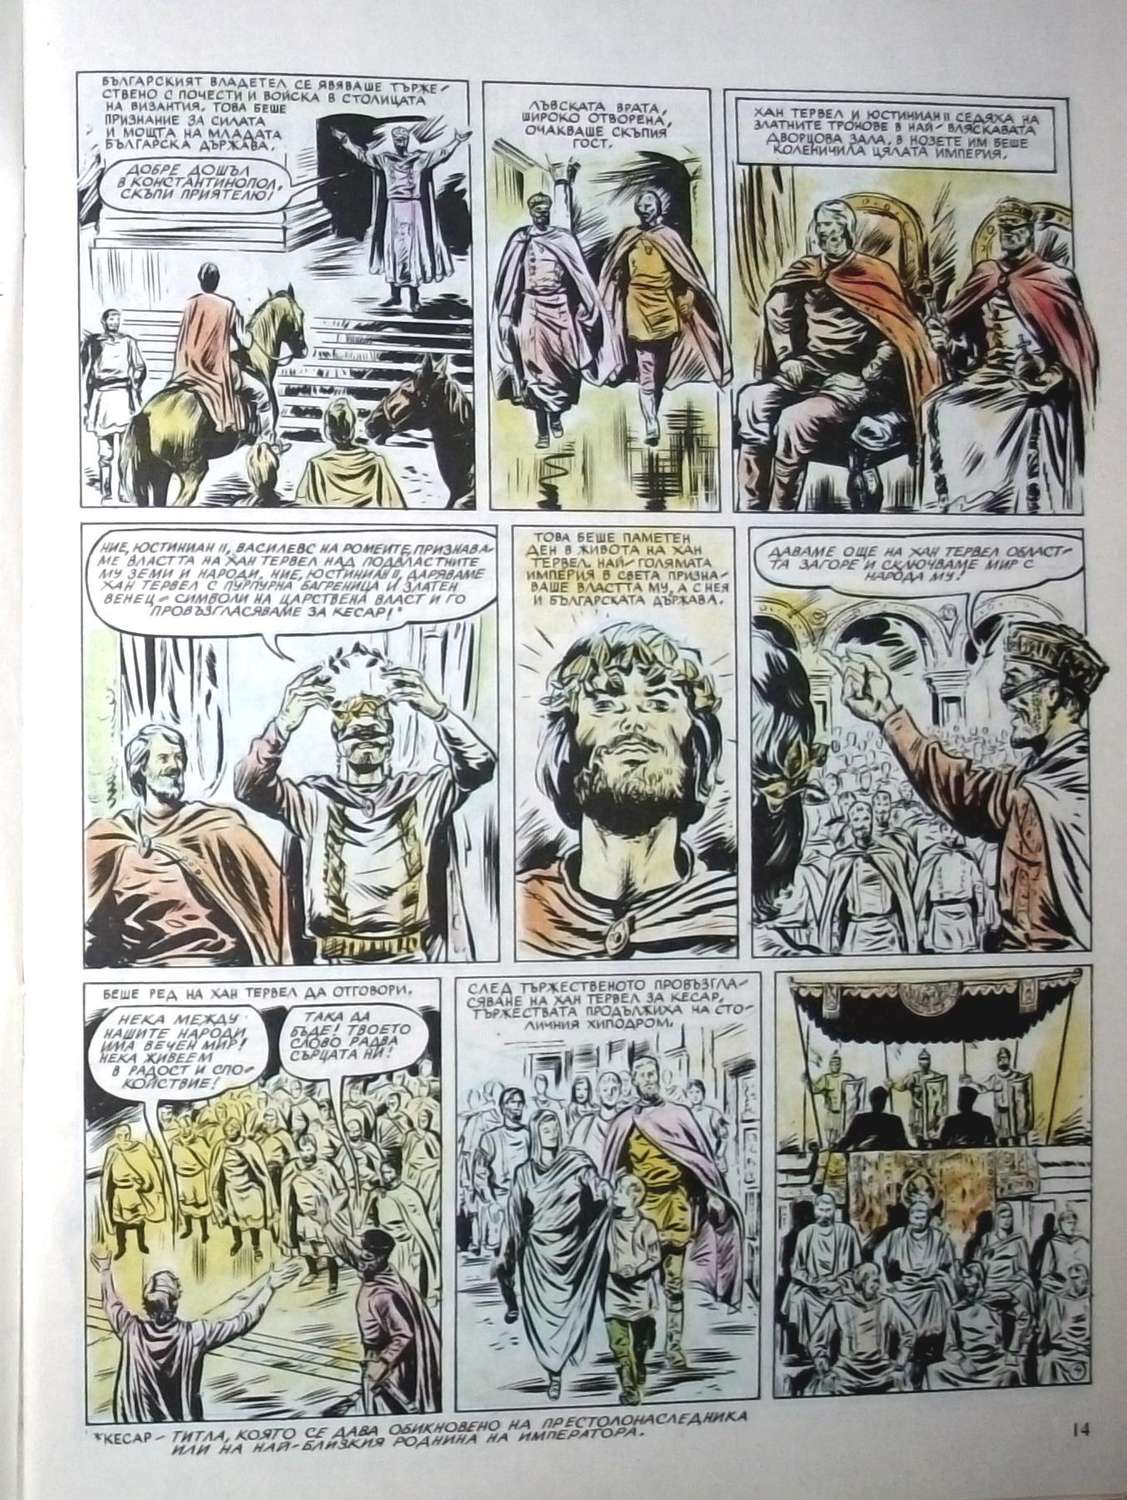 БЪЛГАРСКИЯТ ВЛАДЕТЕЛ СЕ ЯВЯВАШЕ ТЪРЖЕ-
СТВЕНО С ПОЧЕСТИ И ВОЙСКА В СТОЛИЦАТА
НА ВИЗАНТИЯ. ТОВА БЕШЕ
ПРИЗНАНИЕ ЗА СИЛАТА
И МОЩТА НА МЛАДАТА
БЪЛГАРСКА ДЪРЖАВА.
ДОБРЕ ДОШЪЛ
В КОНСТАНТИНОПОЛ,
СКЪПИ ПРИЯТЕЛЮ!
ЛЪВСКАТА ВРАТА,
ШИРОКО ОТВОРЕНА,
ОЧАКВАШЕ СКЪПИЯ
ГОСТ.
ХАН ТЕРВЕЛ И ЮСТИНИАН II СЕДЯХА НА
ЗЛАТНИТЕ ТРОНОВЕ В НАЙ-БЛЯСКАВАТА
ДВОРЦОВА ЗАЛА. В НОЗЕТЕ ИМ БЕШЕ
КОЛЕНИЧИЛА ЦЯЛАТА ИМПЕРИЯ.
НИЕ, ЮСТИНИАН II, ВАСИЛЕВС НА РОМЕИТЕ, ПРИЗНАВА-
МЕ ВЛАСТТА НА ХАН ТЕРВЕЛ НАД ПОДВЛАСТНИТЕ
МУ ЗЕМИ И НАРОДИ. НИЕ, ЮСТИНИАН II, ДАРЯВАМЕ
ХАН ТЕРВЕЛ С ПУРПУРНА БАГРЕНИЦА И ЗЛАТЕН
ВЕНЕЦ - СИМВОЛИ НА ЦАРСТВЕНА ВЛАСТ И ГО
ПРОВЪЗГЛАСЯВАМЕ ЗА КЕСАР!*
ТОВА БЕШЕ ПАМЕТЕН
ДЕН В ЖИВОТА НА ХАН
ТЕРВЕЛ. НАЙ-ГОЛЯМАТА
ИМПЕРИЯ В СВЕТА ПРИЗНА-
ВАШЕ ВЛАСТТА МУ, А С НЕЯ
И БЪЛГАРСКАТА ДЪРЖАВА.
ДАВАМЕ ОЩЕ НА ХАН ТЕРВЕЛ ОБЛАСТ-
ТА ЗАГОРЕ И СКЛЮЧВАМЕ МИР С
НАРОДА МУ!
БЕШЕ РЕД НА ХАН ТЕРВЕЛ ДА ОТГОВОРИ.
НЕКА МЕЖДУ
НАШИТЕ НАРОДИ
ИМА ВЕЧЕН МИР!
НЕКА ЖИВЕЕМ
В РАДОСТ И СПО-
КОЙСТВИЕ!
ТАКА ДА
БЪДЕ! ТВОЕТО
СЛОВО РАДВА
СЪРЦАТА НИ!
СЛЕД ТЪРЖЕСТВЕНОТО ПРОВЪЗГЛА-
СЯВАНЕ НА ХАН ТЕРВЕЛ ЗА КЕСАР,
ТЪРЖЕСТВАТА ПРОДЪЛЖИХА НА СТО-
ЛИЧНИЯ ХИПОДРОМ.
*КЕСАР - ТИТЛА, КОЯТО СЕ ДАВА ОБИКНОВЕНО НА ПРЕСТОЛОНАСЛЕДНИКА
ИЛИ НА НАЙ-БЛИЗКИЯ РОДНИНА НА ИМПЕРАТОРА.
14